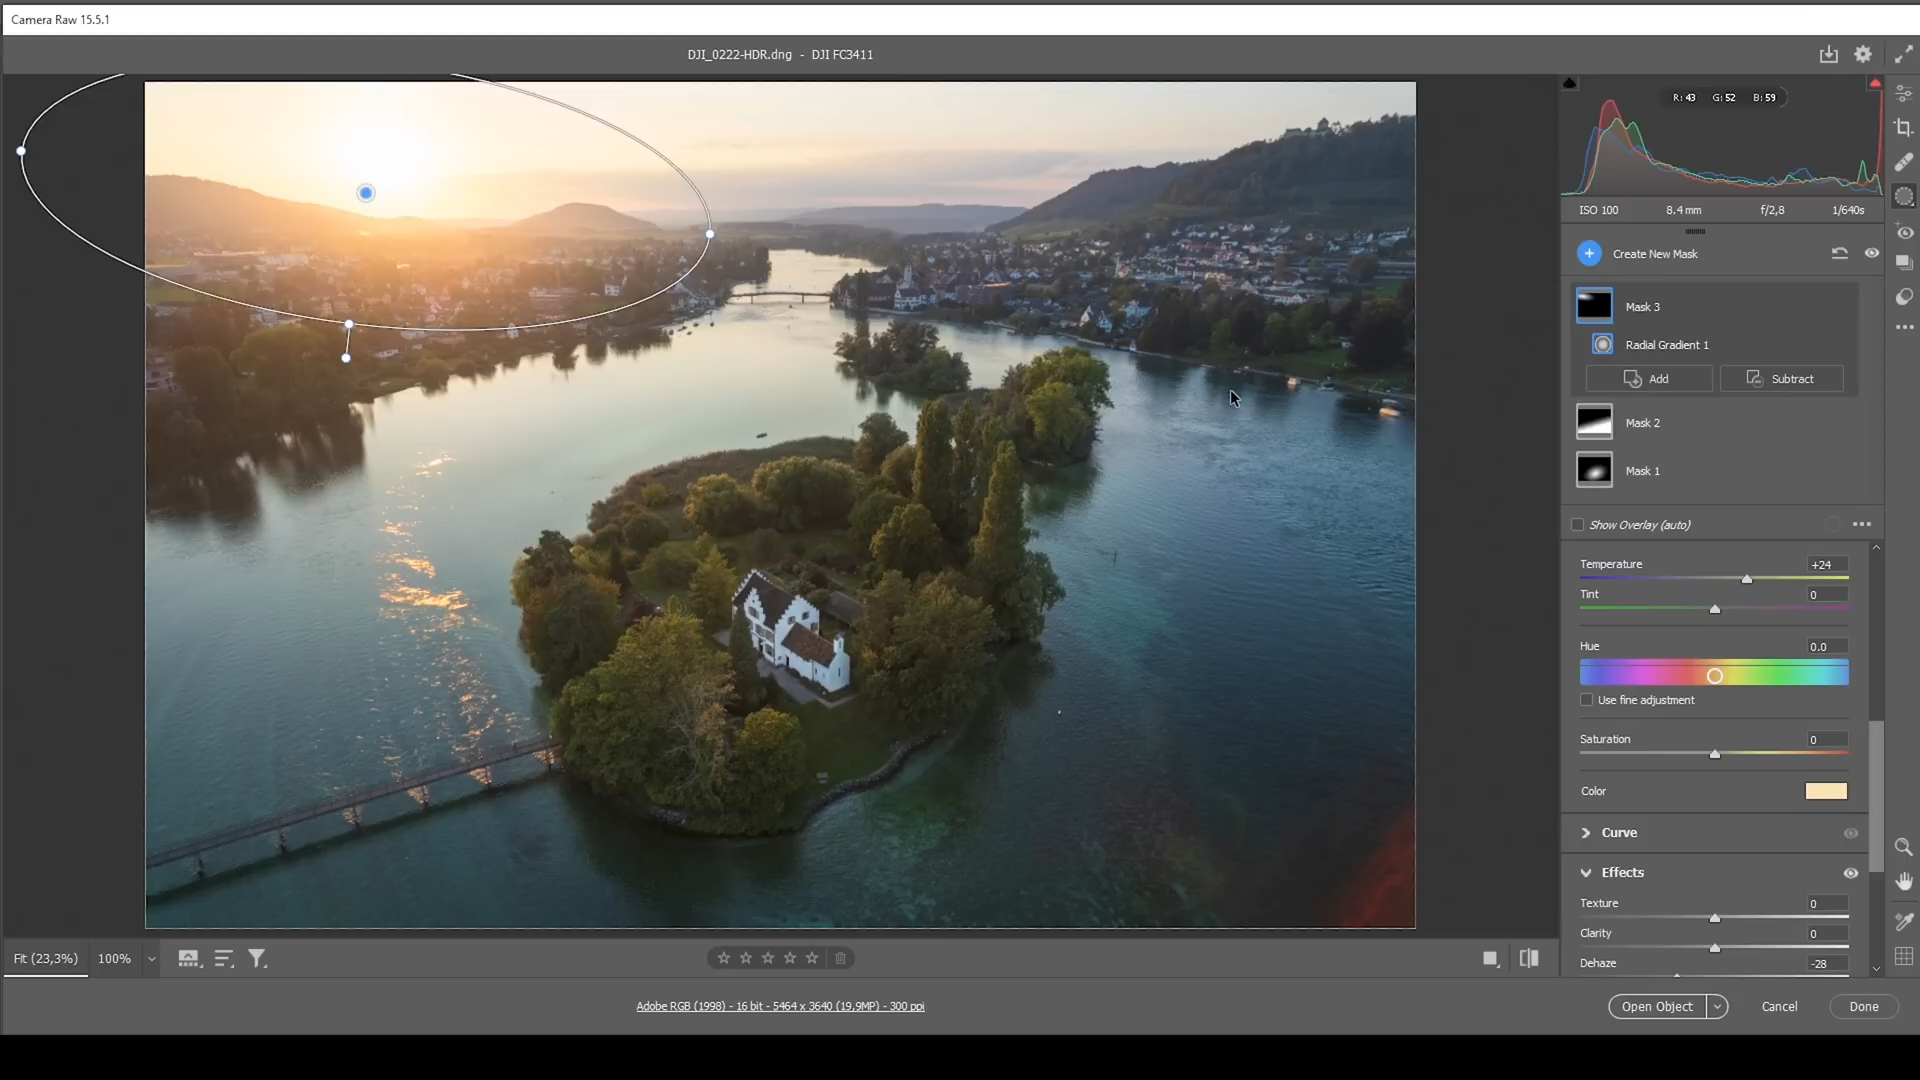 Camera Raw 15.5.1
DJI_0222-HDR.dng - DJI FC3411
R: 43 G: 52 B: 59
ISO 100 8.4 mm f/2,8 1/640s
Create New Mask
Mask 3
Radial Gradient 1
Add Subtract
Mask 2
Mask 1
Show Overlay (auto)
Temperature +24
Tint 0
Hue 0.0
Use fine adjustment
Saturation 0
Color
Curve
Effects
Texture 0
Clarity 0
Dehaze -28
Fit (23,3%) 100%
Adobe RGB (1998) - 16 bit - 5464 x 3640 (19,9MP) - 300 ppi
Open Object Cancel Done